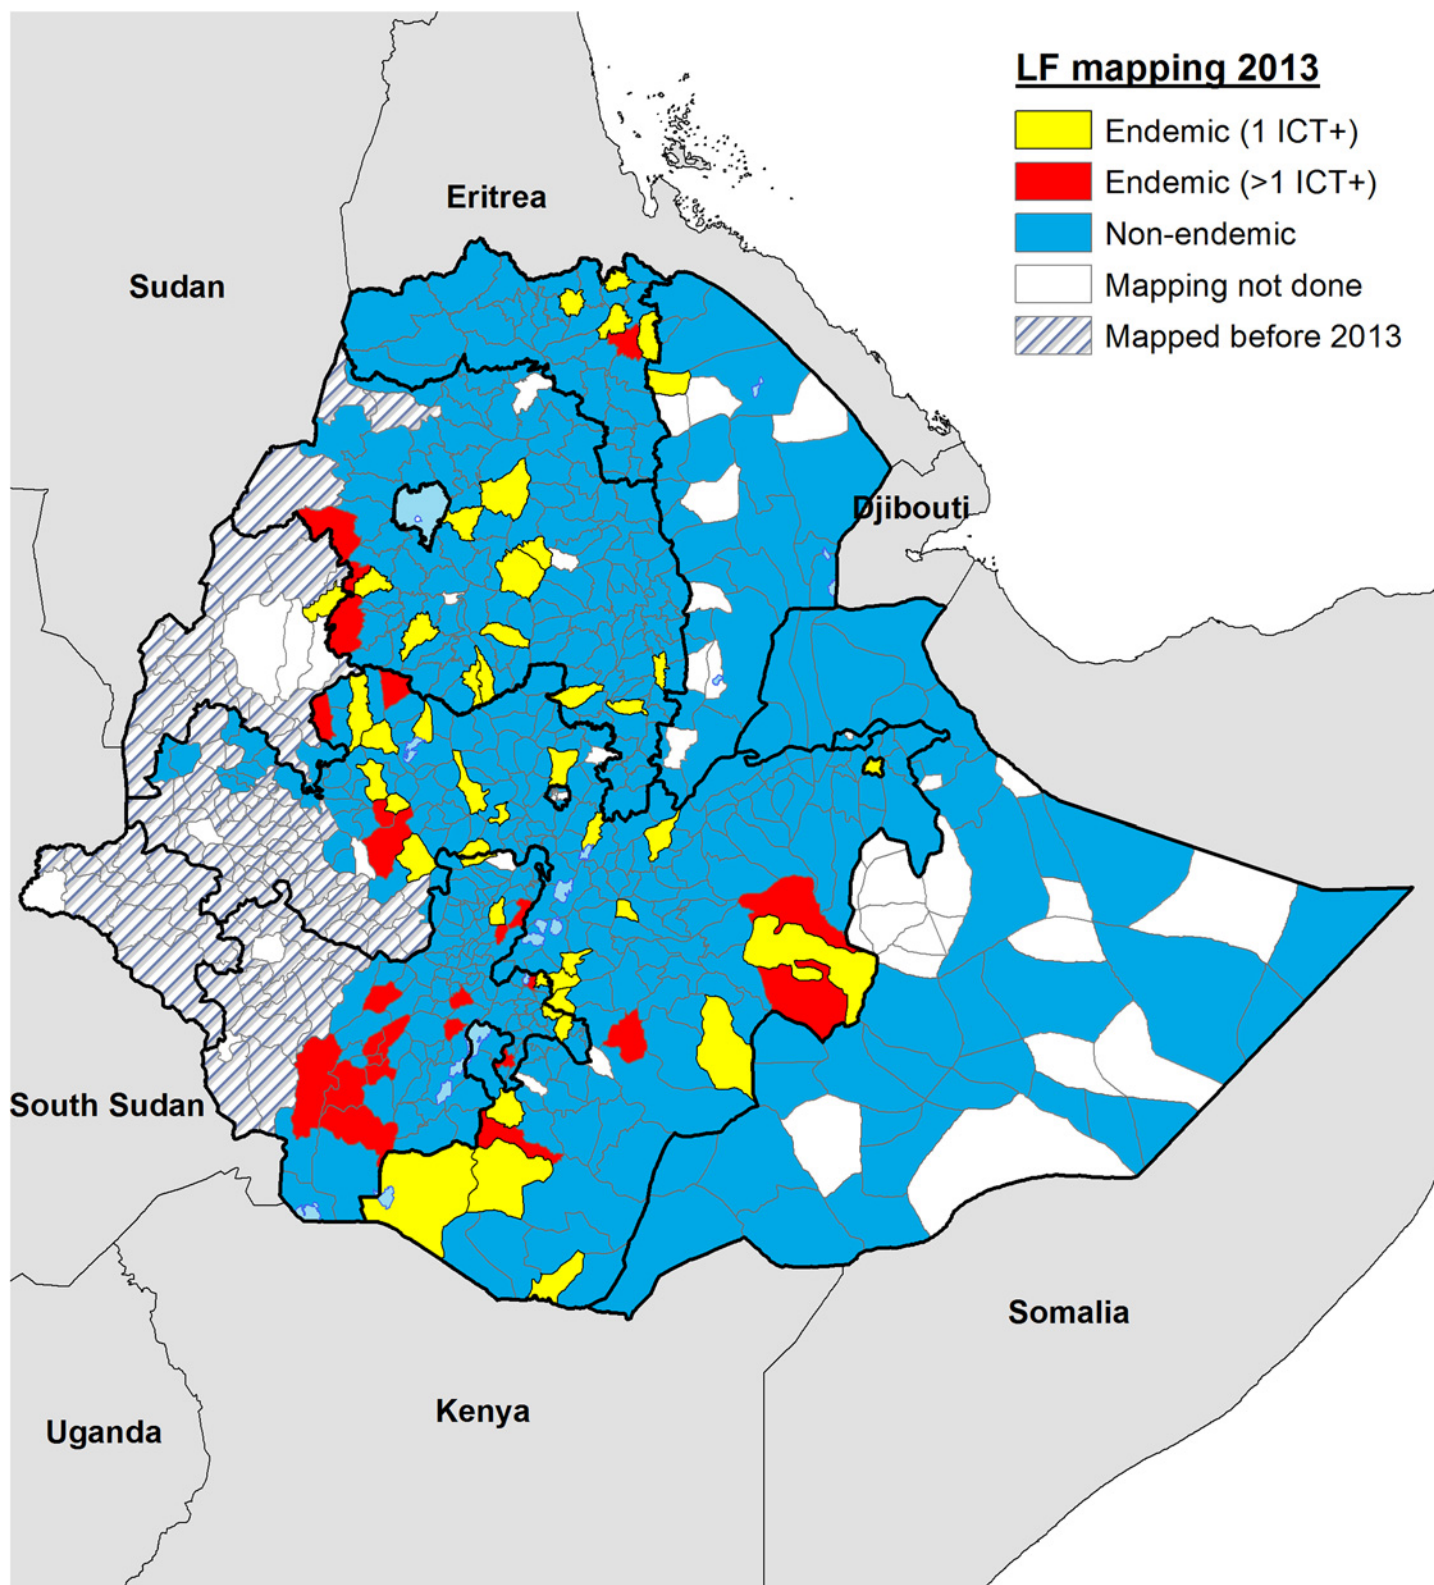 LF mapping 2013
Endemic (1 ICT+)
Endemic (>1 ICT+)
Non-endemic
Mapping not done
Mapped before 2013
Eritrea
Sudan
Djibouti
South Sudan
Somalia
Kenya
Uganda